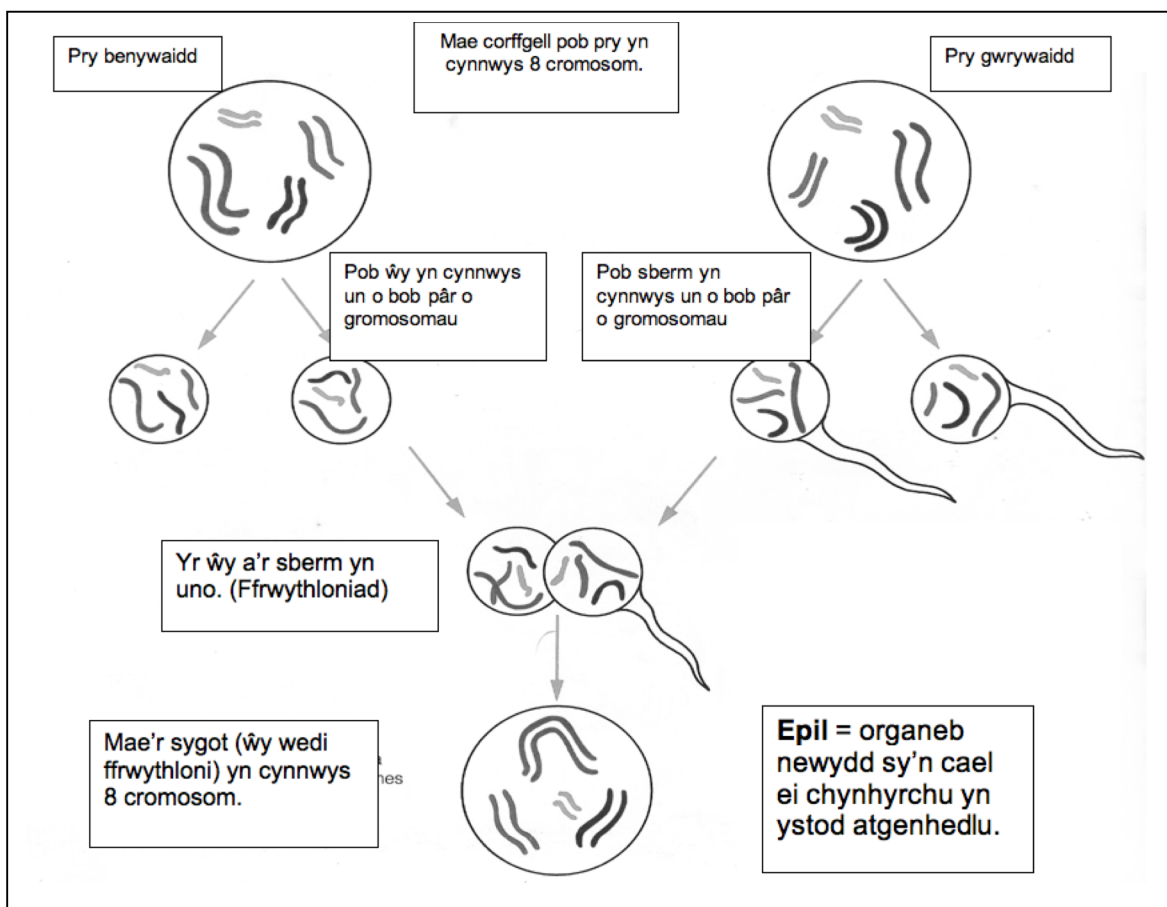 Pry benywaidd
Mae corffgell pob pry yn
cynnwys 8 cromosom.
Pry gwrywaidd
Pob ŵy yn cynnwys
un o bob pâr o
gromosomau
Pob sberm yn
cynnwys un o bob pâr
o gromosomau
Yr ŵy a'r sberm yn
uno. (Ffrwythloniad)
Mae'r sygot (ŵy wedi
ffrwythloni) yn cynnwys
8 cromosom.
Epil = organeb
newydd sy'n cael
ei chynhyrchu yn
ystod atgenhedlu.